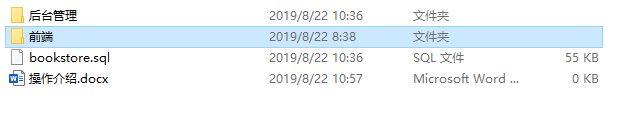 后台管理 2019/8/22 10:36 文件夹
前端 2019/8/22 8:38 文件夹
bookstore.sql 2019/8/22 10:36 SQL 文件 55 KB
操作介绍.docx 2019/8/22 10:57 Microsoft Word ... 0 KB